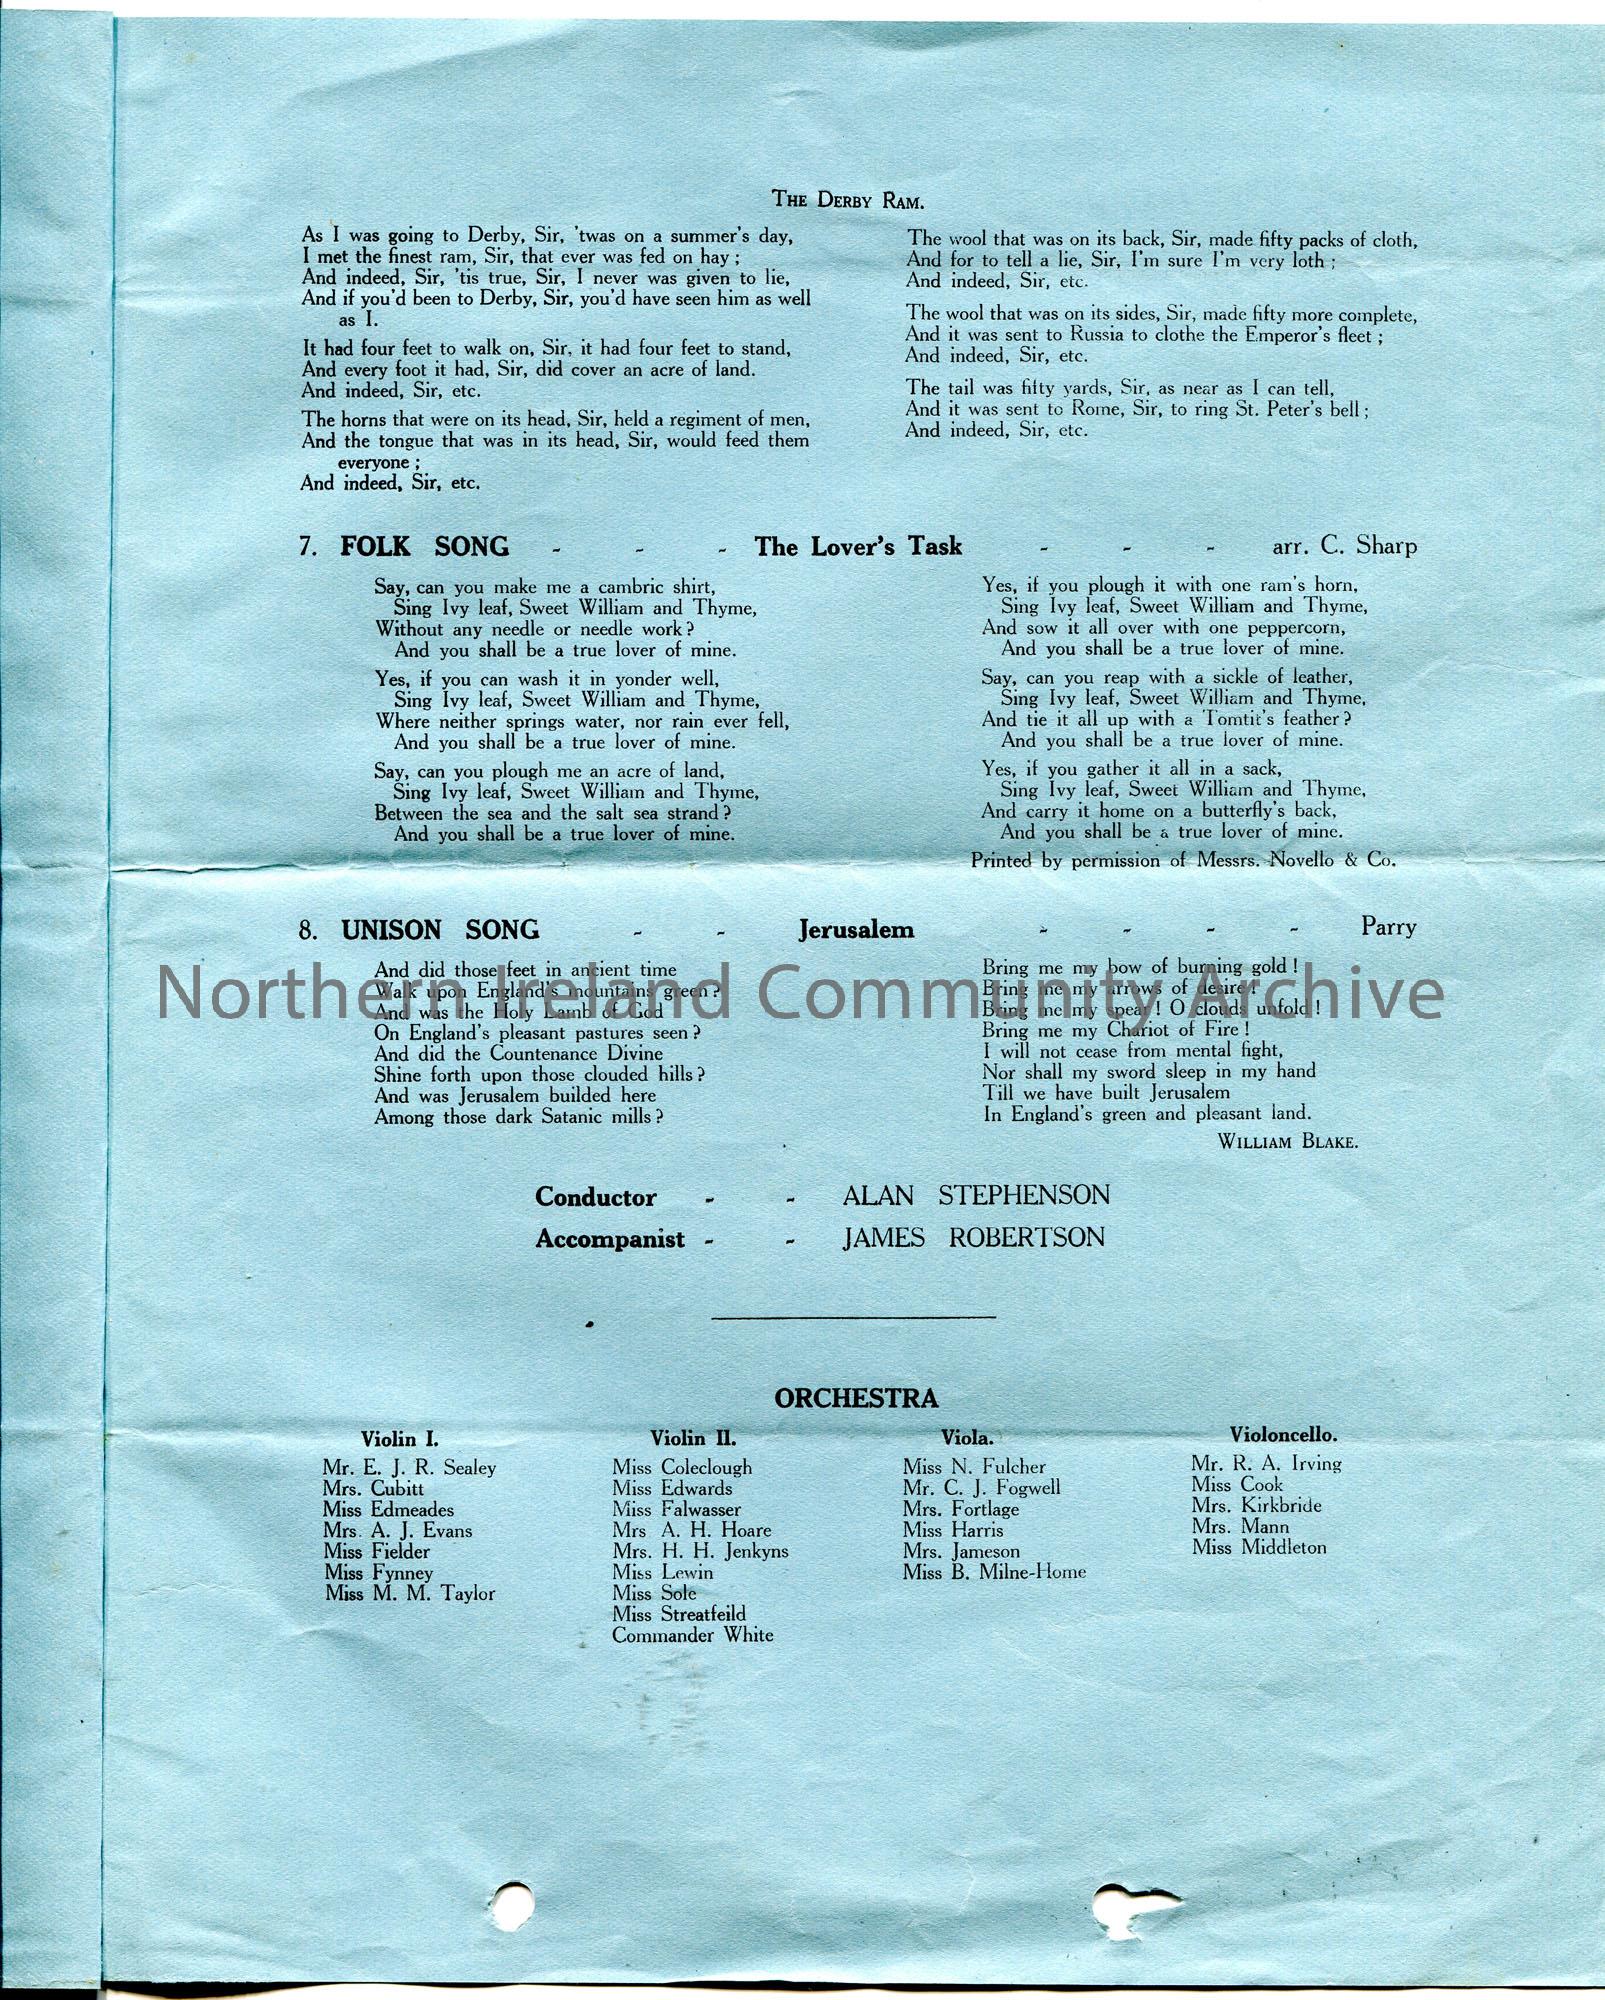 THE DERBY RAM.
As I was going to Derby, Sir, 'twas on a summer's day,
I met the finest ram, Sir, that ever was fed on hay ;
And indeed, Sir, 'tis true, Sir, I never was given to lie,
And if you'd been to Derby, Sir, you'd have seen him as well
as I.
It had four feet to walk on, Sir, it had four feet to stand,
And every foot it had, Sir, did cover an acre of land.
And indeed, Sir, etc.
The horns that were on its head, Sir, held a regiment of men,
And the tongue that was in its head, Sir, would feed them
everyone ;
And indeed, Sir, etc.
The wool that was on its back, Sir, made fifty packs of cloth,
And for to tell a lie, Sir, I'm sure I'm very loth ;
And indeed, Sir, etc.
The wool that was on its sides, Sir, made fifty more complete,
And it was sent to Russia to clothe the Emperor's fleet ;
And indeed, Sir, etc.
The tail was fifty yards, Sir, as near as I can tell,
And it was sent to Rome, Sir, to ring St. Peter's bell ;
And indeed, Sir, etc.
7. FOLK SONG - - - The Lover's Task - - - arr. C. Sharp
Say, can you make me a cambric shirt,
Sing Ivy leaf, Sweet William and Thyme,
Without any needle or needle work ?
And you shall be a true lover of mine.
Yes, if you can wash it in yonder well,
Sing Ivy leaf, Sweet William and Thyme,
Where neither springs water, nor rain ever fell,
And you shall be a true lover of mine.
Say, can you plough me an acre of land,
Sing Ivy leaf, Sweet William and Thyme,
Between the sea and the salt sea strand ?
And you shall be a true lover of mine.
Yes, if you plough it with one ram's horn,
Sing Ivy leaf, Sweet William and Thyme,
And sow it all over with one peppercorn,
And you shall be a true lover of mine.
Say, can you reap with a sickle of leather,
Sing Ivy leaf, Sweet William and Thyme,
And tie it all up with a Tomtit's feather ?
And you shall be a true lover of mine.
Yes, if you gather it all in a sack,
Sing Ivy leaf, Sweet William and Thyme,
And carry it home on a butterfly's back,
And you shall be a true lover of mine.
Printed by permission of Messrs. Novello & Co.
8. UNISON SONG - - Jerusalem - - - - Parry
And did those feet in ancient time
Walk upon England's mountains green ?
And was the Holy Lamb of God
On England's pleasant pastures seen ?
And did the Countenance Divine
Shine forth upon those clouded hills ?
And was Jerusalem builded here
Among those dark Satanic mills ?
Bring me my bow of burning gold !
Bring me my arrows of desire !
Bring me my spear ! O clouds unfold !
Bring me my Chariot of Fire !
I will not cease from mental fight,
Nor shall my sword sleep in my hand
Till we have built Jerusalem
In England's green and pleasant land.
WILLIAM BLAKE.
Northern Ireland Community Archive
Conductor - - ALAN STEPHENSON
Accompanist - - JAMES ROBERTSON
ORCHESTRA
Violin I.
Mr. E. J. R. Sealey
Mrs. Cubitt
Miss Edmeades
Mrs. A. J. Evans
Miss Fielder
Miss Fynney
Miss M. M. Taylor
Violin II.
Miss Coleclough
Miss Edwards
Miss Falwasser
Mrs A. H. Hoare
Mrs. H. H. Jenkyns
Miss Lewin
Miss Sole
Miss Streatfeild
Commander White
Viola.
Miss N. Fulcher
Mr. C. J. Fogwell
Mrs. Fortlage
Miss Harris
Mrs. Jameson
Miss B. Milne-Home
Violoncello.
Mr. R. A. Irving
Miss Cook
Mrs. Kirkbride
Mrs. Mann
Miss Middleton